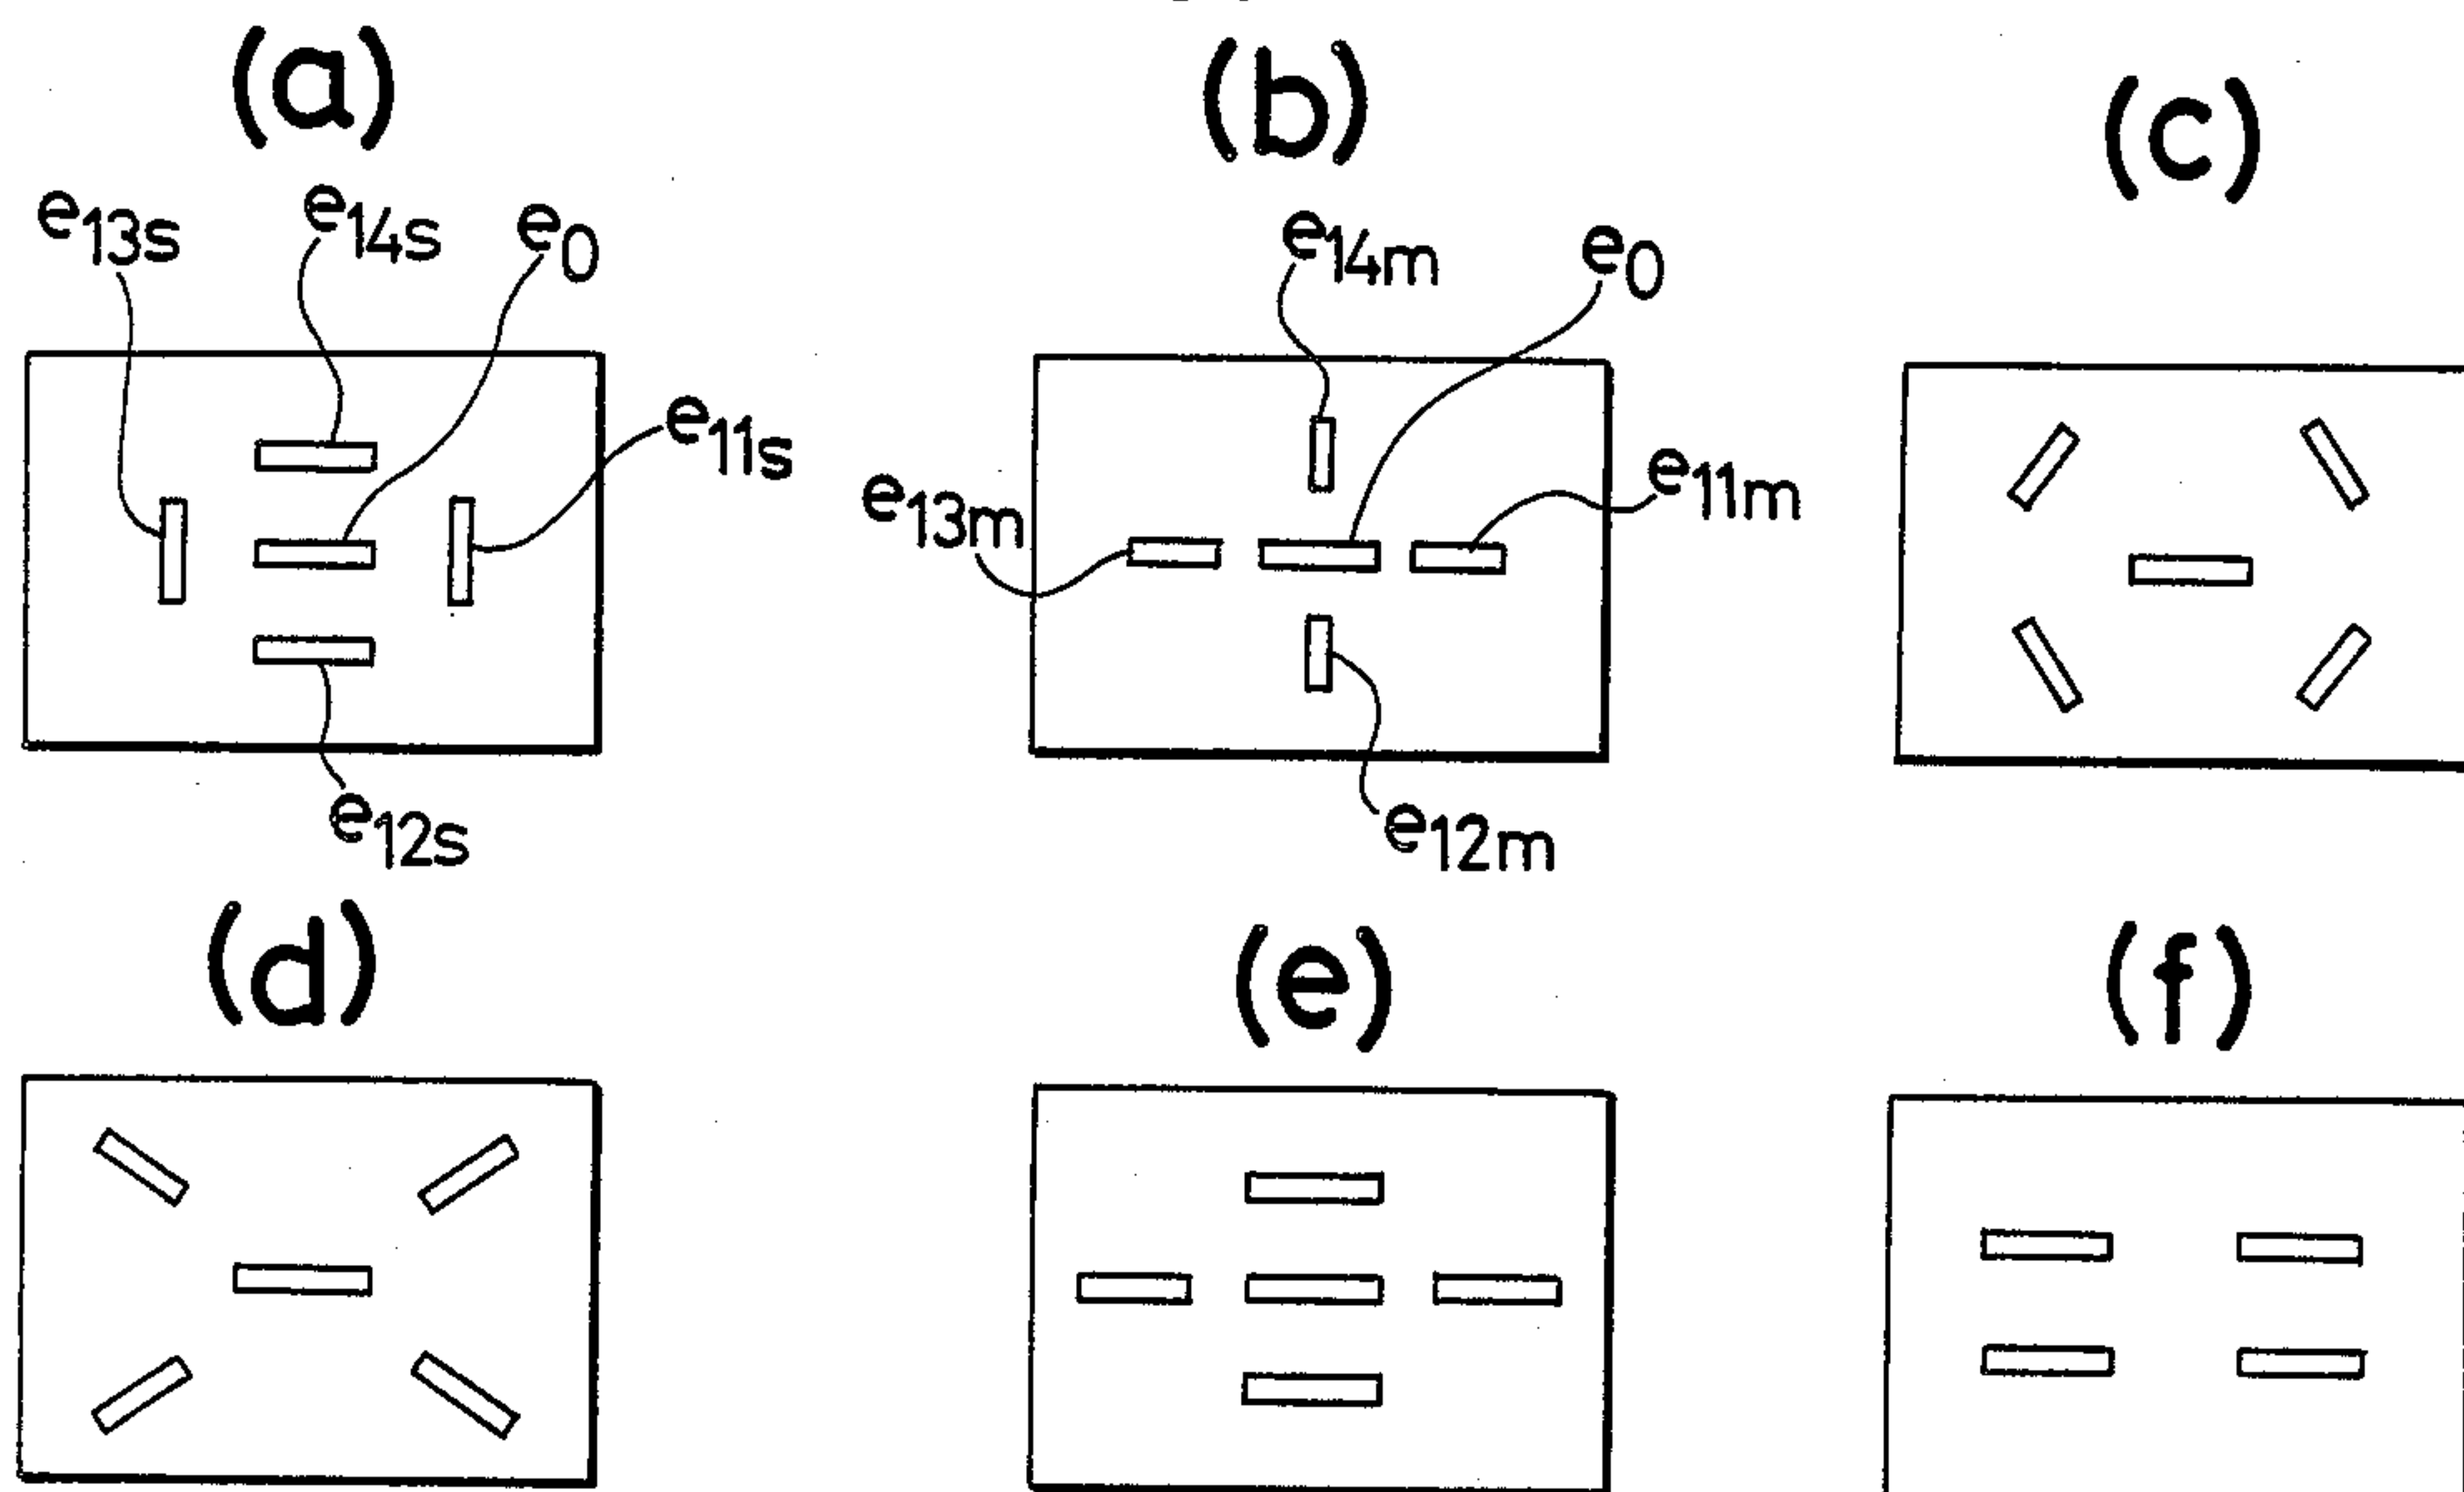 (a)
e13s e14s e0
e11s
e12s
(b)
e14m e0
e13m e11m
e12m
(c)
(d)
(e)
(f)